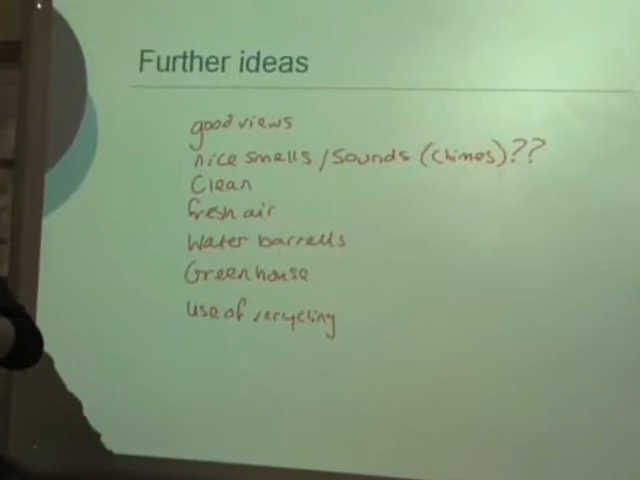 Further ideas
good views
nice smells / Sounds (Chimes)??
Clean
fresh air
Water barrells
Greenhouse
use of recycling